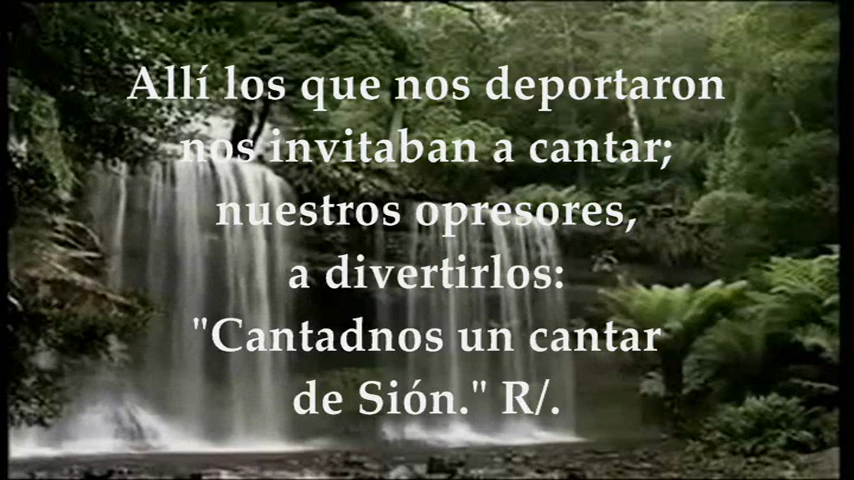 Allí los que nos deportaron
nos invitaban a cantar;
nuestros opresores,
a divertirlos:
"Cantadnos un cantar
de Sión." R/.